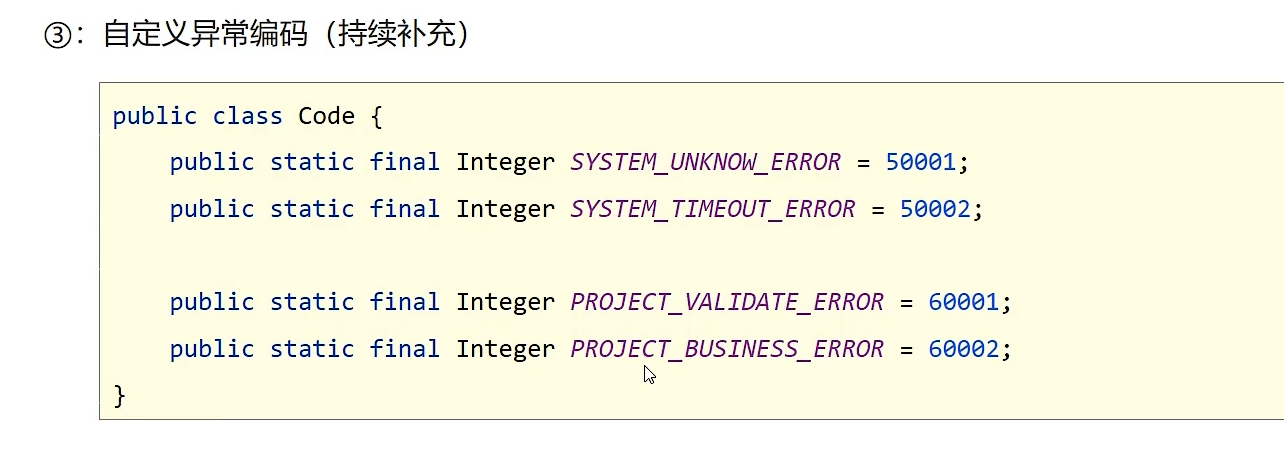 ③：自定义异常编码（持续补充）
public class Code {
public static final Integer SYSTEM_UNKNOW_ERROR = 50001;
public static final Integer SYSTEM_TIMEOUT_ERROR = 50002;
public static final Integer PROJECT_VALIDATE_ERROR = 60001;
public static final Integer PROJECT_BUSINESS_ERROR = 60002;
}